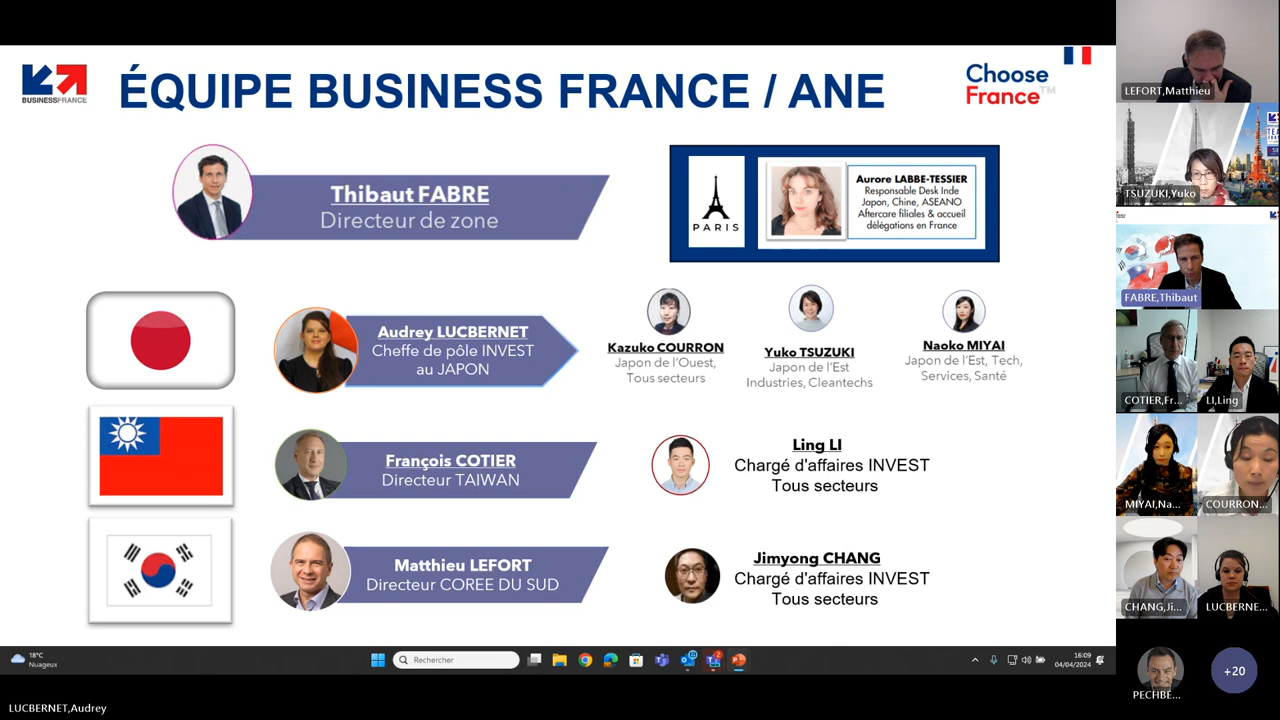 BUSINESSFRANCE
ÉQUIPE BUSINESS FRANCE / ANE
Choose
France™
Thibaut FABRE
Directeur de zone
PARIS
Aurore LABBE-TESSIER
Responsable Desk Inde
Japon, Chine, ASEANO
Aftercare filiales & accueil
délégations en France
Audrey LUCBERNET
Cheffe de pôle INVEST
au JAPON
Kazuko COURRON
Japon de l'Ouest,
Tous secteurs
Yuko TSUZUKI
Japon de l'Est
Industries, Cleantechs
Naoko MIYAI
Japon de l'Est, Tech,
Services, Santé
François COTIER
Directeur TAIWAN
Ling LI
Chargé d'affaires INVEST
Tous secteurs
Matthieu LEFORT
Directeur COREE DU SUD
Jimyong CHANG
Chargé d'affaires INVEST
Tous secteurs
18°C
Nuageux
Rechercher
2
16:09
04/04/2024
LUCBERNET,Audrey
LEFORT,Matthieu
TSUZUKI,Yuko
FABRE,Thibaut
COTIER,Fr...
LI,Ling
MIYAI,Na...
COURRON...
CHANG,Ji...
LUCBERNE...
PECHBE...
+20